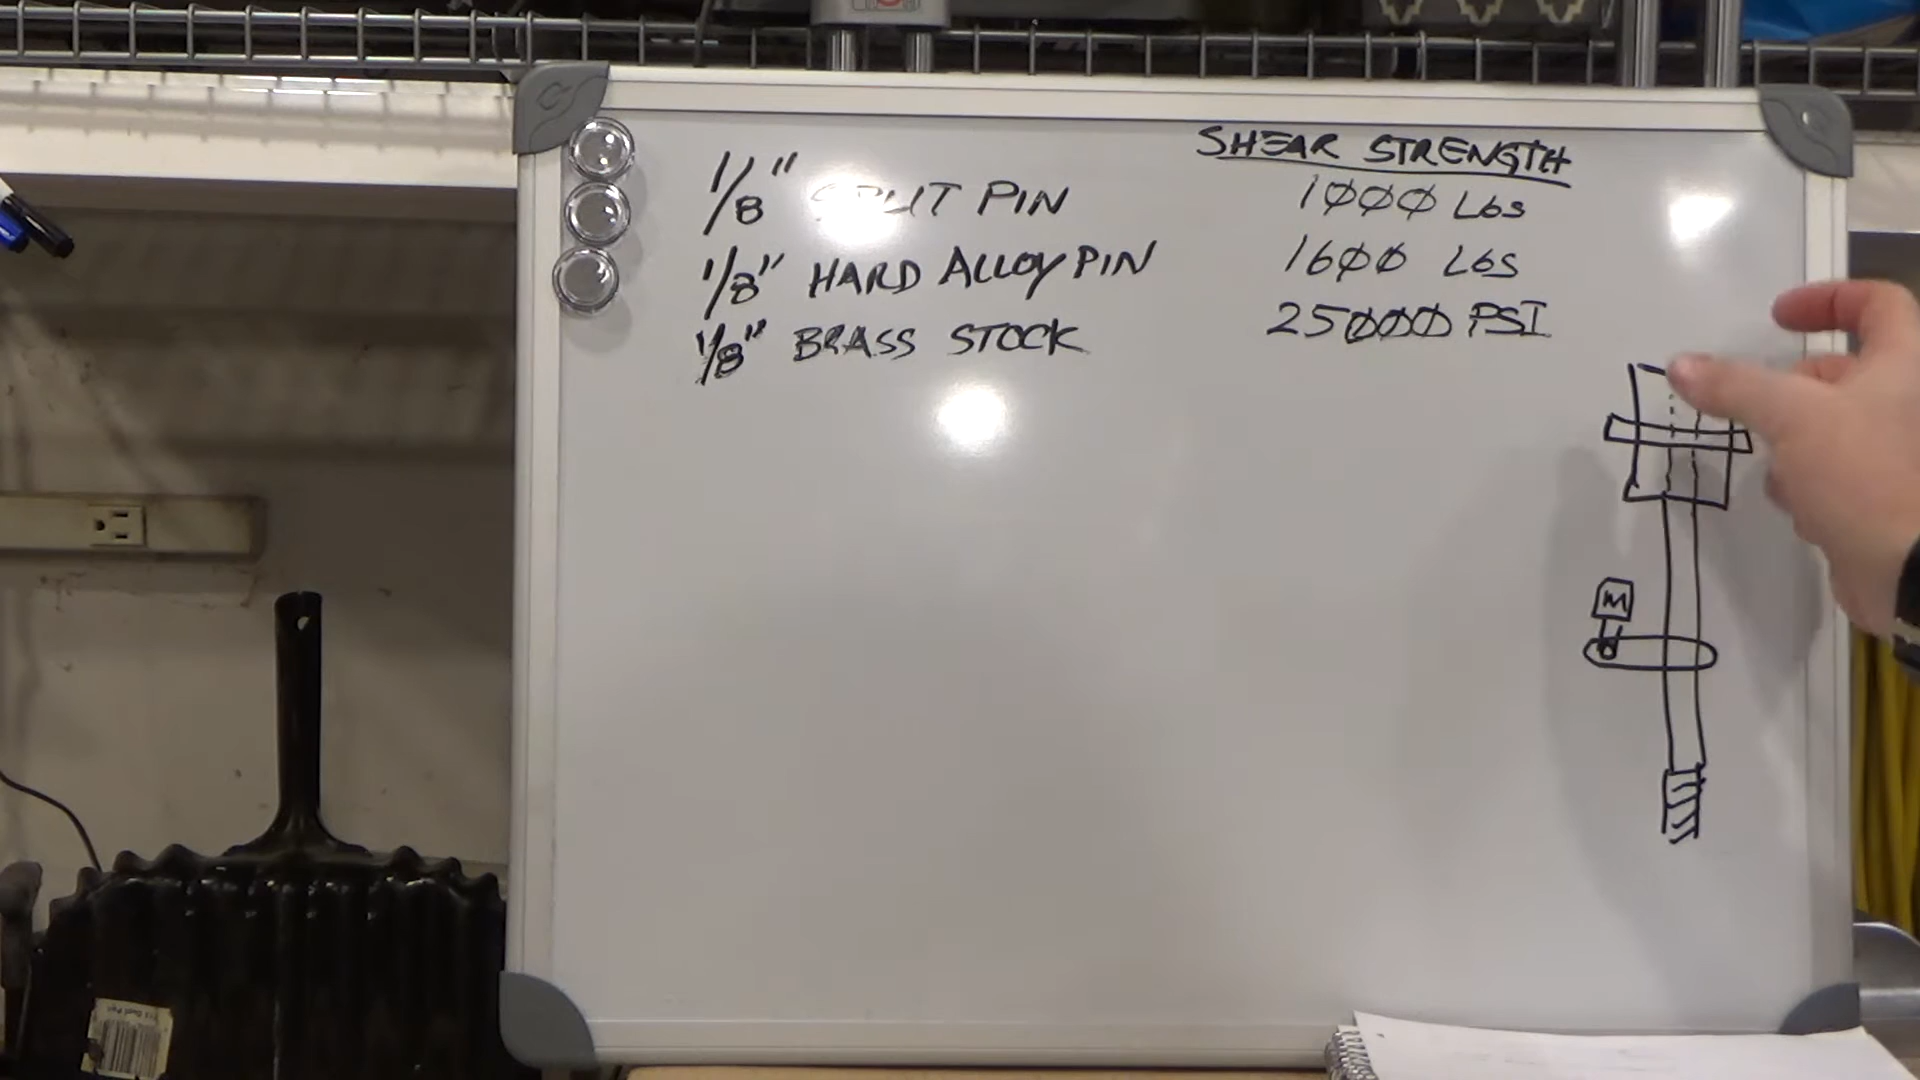 SHEAR STRENGTH
1/8" SPLIT PIN 1000 Lbs
1/8" HARD ALLOY PIN 1600 Lbs
1/8" BRASS STOCK 25000 PSI
M